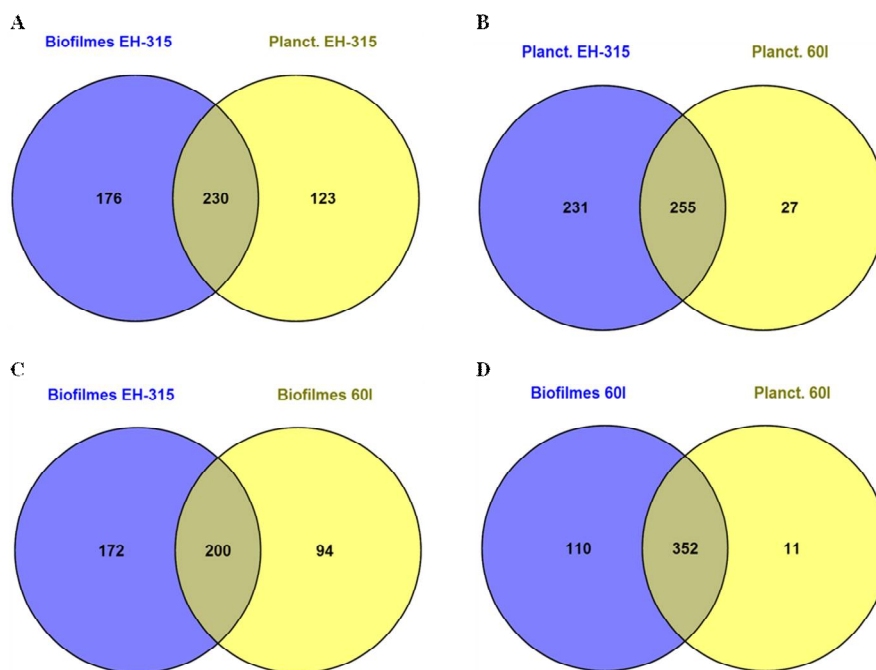 A
Biofilmes EH-315
Planct. EH-315
176
230
123
B
Planct. EH-315
Planct. 60I
231
255
27
C
Biofilmes EH-315
Biofilmes 60I
172
200
94
D
Biofilmes 60I
Planct. 60I
110
352
11